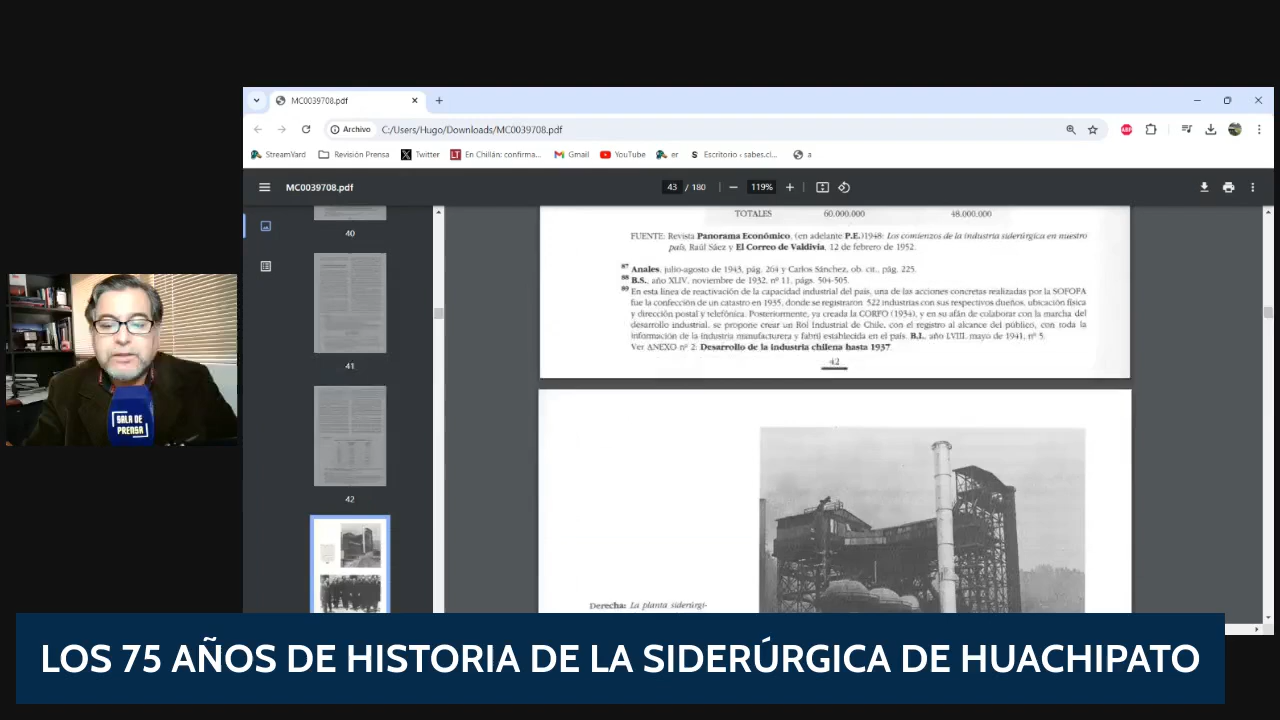 MC0039708.pdf
Archivo
C:/Users/Hugo/Downloads/MC0039708.pdf
StreamYard
Revisión Prensa
Twitter
En Chillán: confirma...
Gmail
YouTube
er
Escritorio ‹ sabes.cl...
a
MC0039708.pdf
43 / 180
119%
40
41
42
TOTALES 60.000.000 48.000.000
FUENTE: Revista Panorama Económico, (en adelante P.E.)1948: Los comienzos de la industria siderúrgica en nuestro
país, Raúl Sáez y El Correo de Valdivia, 12 de febrero de 1952.
87 Anales, julio-agosto de 1943, pág. 264 y Carlos Sánchez, ob. cit., pág. 225.
88 B.S., año XLIV, noviembre de 1932, nº 11, págs. 504-505.
89 En esta línea de reactivación de la capacidad industrial del país, una de las acciones concretas realizadas por la SOFOFA
fue la confección de un catastro en 1935, donde se registraron 522 industrias con sus respectivos dueños, ubicación física
y dirección postal y telefónica. Posteriormente, ya creada la CORFO (1934), y en su afán de colaborar con la marcha del
desarrollo industrial, se propone crear un Rol Industrial de Chile, con el registro al alcance del público, con toda la
información de la industria manufacturera y fabril establecida en el país. B.I., año LVIII, mayo de 1941, nº 5.
Ver ANEXO nº 2: Desarrollo de la industria chilena hasta 1937
42
Derecha: La planta siderúrgi-
SALA DE
PRENSA
LOS 75 AÑOS DE HISTORIA DE LA SIDERÚRGICA DE HUACHIPATO